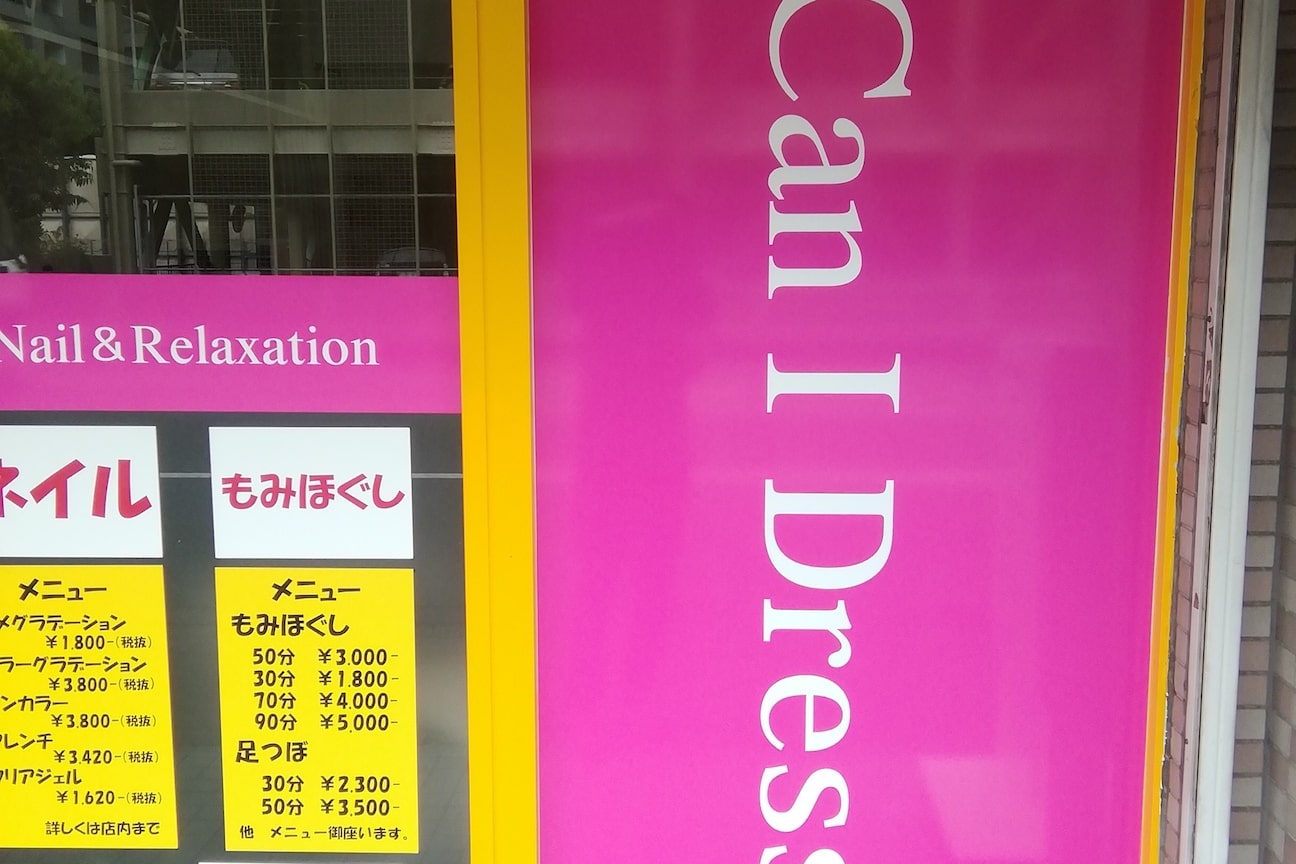 Nail&Relaxation
ネイル
メニュー
メグラデーション
¥1.800-(税抜)
ラーグラデーション
¥3.800-(税抜)
ンカラー
¥3.800-(税抜)
フレンチ
¥3,420-(税抜)
リアジェル
¥1.620-(税抜)
詳しくは店内まで
もみほぐし
メニュー
もみほぐし
50分 ¥3.000-
30分 ¥1.800-
70分 ¥4.000-
90分 ¥5,000-
足つぼ
30分 ¥2.300-
50分 ¥3,500-
他 メニュー御座います。
Can I Dress